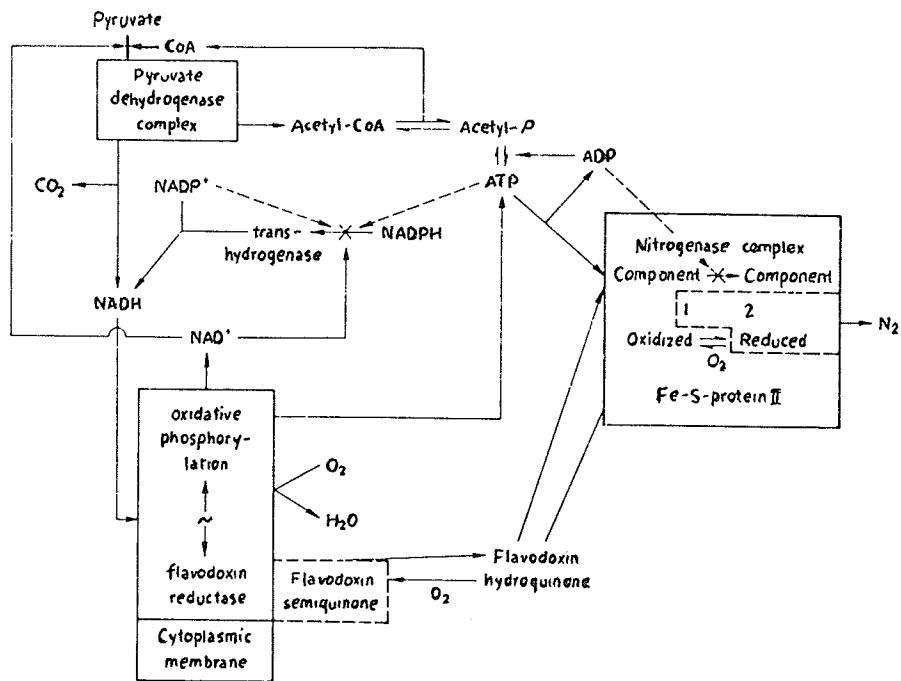 Pyruvate
CoA
Pyruvate
dehydrogenase
complex
Acetyl-CoA
Acetyl-P
ADP
ATP
CO₂
NADP⁺
trans-
hydrogenase
NADPH
NADH
NAD⁺
Nitrogenase complex
Component
Component
1
2
Oxidized
Reduced
O₂
Fe-S-protein II
N₂
oxidative
phosphory-
lation
~
flavodoxin
reductase
Cytoplasmic
membrane
O₂
H₂O
Flavodoxin
semiquinone
O₂
Flavodoxin
hydroquinone